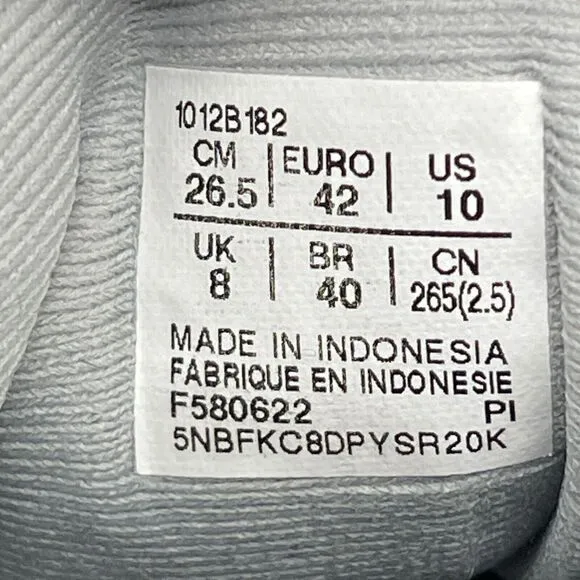 1012B182
CM | EURO | US
26.5 | 42 | 10
UK | BR | CN
8 | 40 | 265(2.5)
MADE IN INDONESIA
FABRIQUE EN INDONESIE
F580622 PI
5NBFKC8DPYSR20K